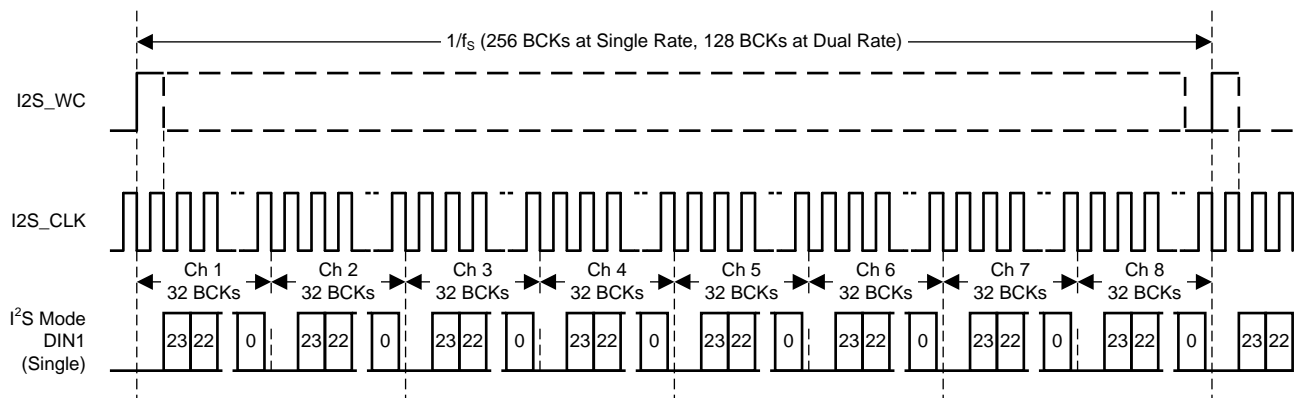 1/fS (256 BCKs at Single Rate, 128 BCKs at Dual Rate)
I2S_WC
I2S_CLK
Ch 1 Ch 2 Ch 3 Ch 4 Ch 5 Ch 6 Ch 7 Ch 8
32 BCKs 32 BCKs 32 BCKs 32 BCKs 32 BCKs 32 BCKs 32 BCKs 32 BCKs
I²S Mode
DIN1
(Single)
23 22 0 23 22 0 23 22 0 23 22 0 23 22 0 23 22 0 23 22 0 23 22 0 23 22